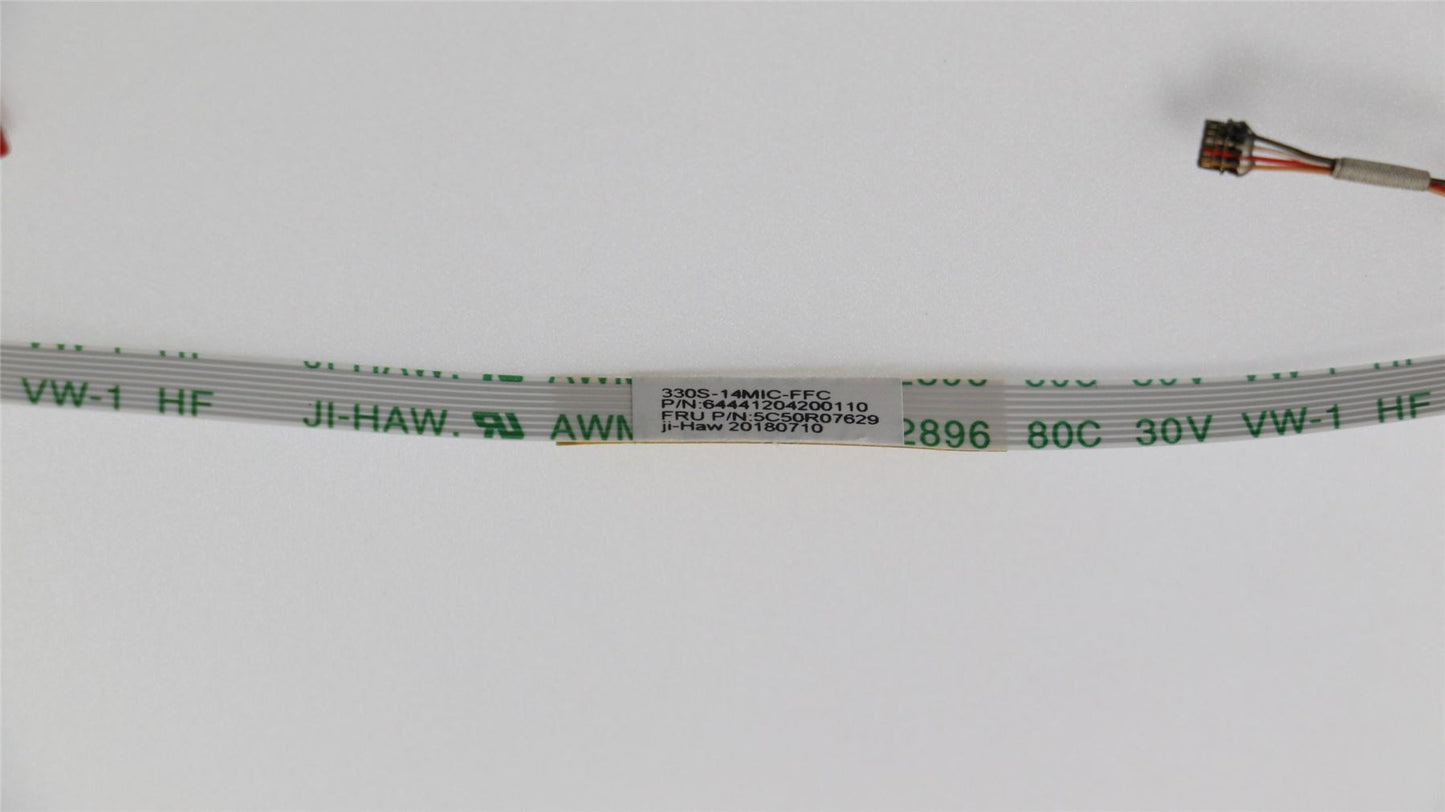 VW-1 HF JI-HAW. AWM 2896 80C 30V VW-1 HF
330S-14MIC-FFC
P/N:64441204200110
FRU P/N:5C50R07629
ji-Haw 20180710